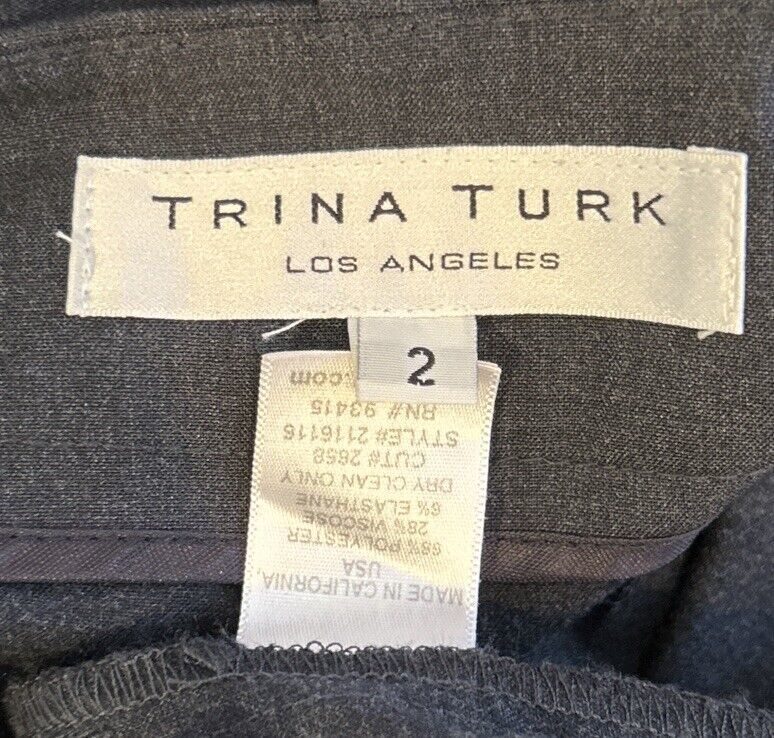 TRINA TURK
LOS ANGELES
2
MADE IN CALIFORNIA,
USA
66% POLYESTER
28% VISCOSE
6% ELASTHANE
DRY CLEAN ONLY
CUT# 2658
STYLE# 2116116
RN# 93415
.com